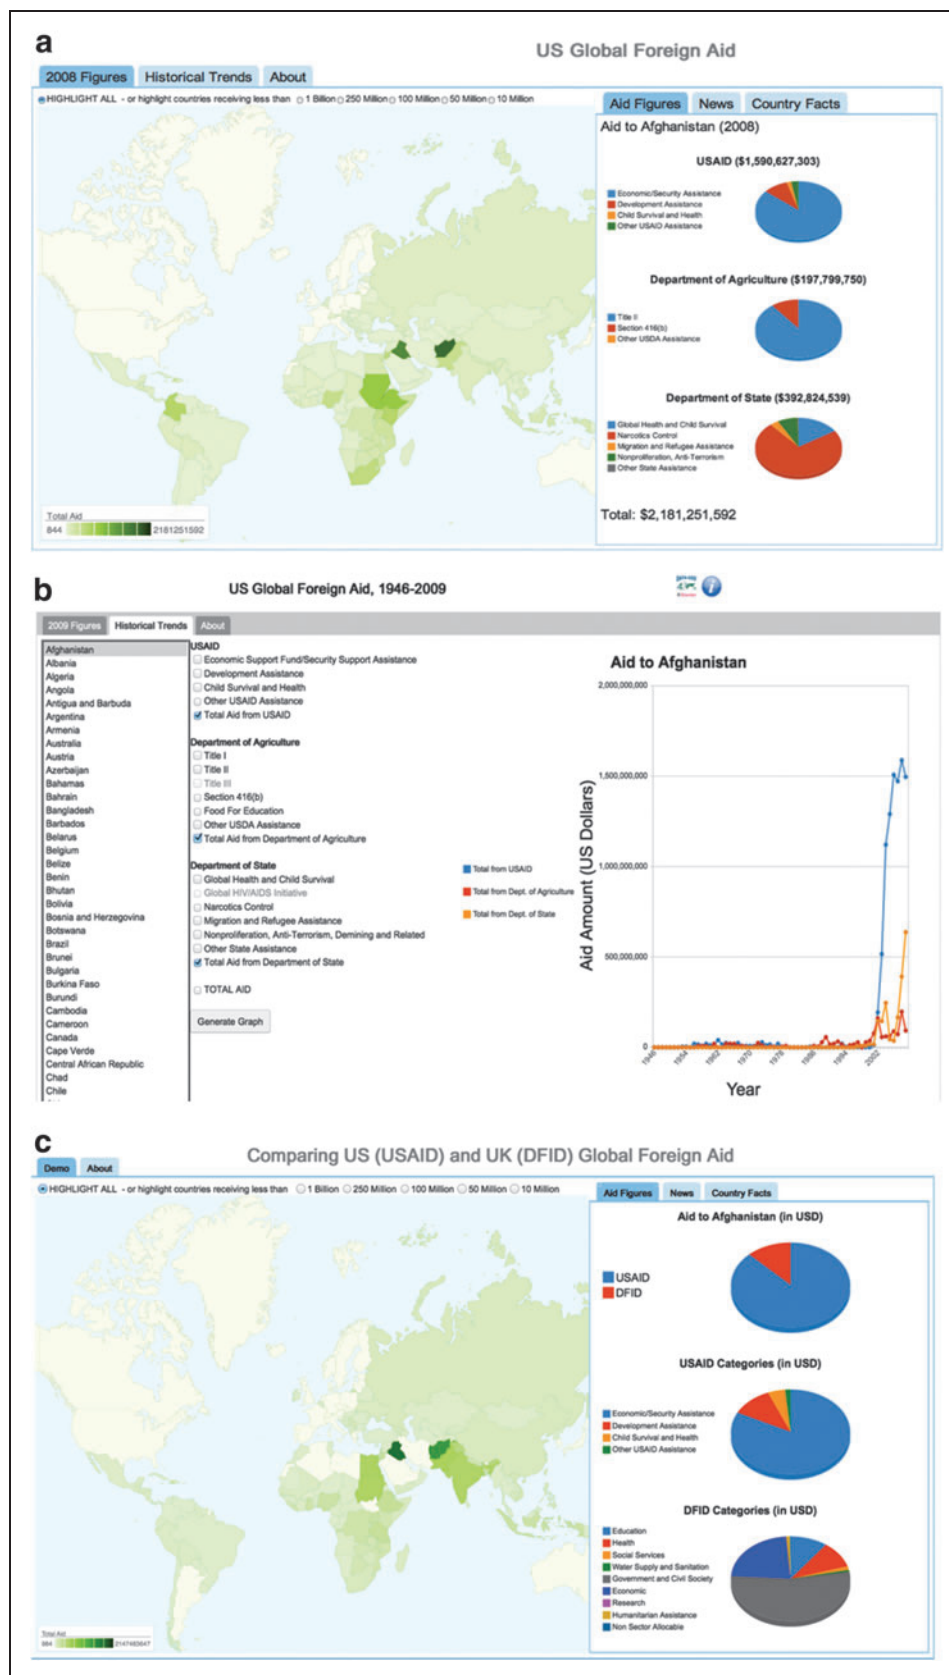 a
US Global Foreign Aid
2008 Figures
Historical Trends
About
HIGHLIGHT ALL - or highlight countries receiving less than 1 Billion 250 Million 100 Million 50 Million 10 Million
Aid Figures
News
Country Facts
Aid to Afghanistan (2008)
USAID ($1,590,627,303)
Economic/Security Assistance
Development Assistance
Child Survival and Health
Other USAID Assistance
Department of Agriculture ($197,799,750)
Title II
Section 416(b)
Other USDA Assistance
Department of State ($392,824,539)
Global Health and Child Survival
Narcotics Control
Migration and Refugee Assistance
Nonproliferation, Anti-Terrorism
Other State Assistance
Total: $2,181,251,592
Total Aid
844 2181251592
b
US Global Foreign Aid, 1946-2009
2009 Figures
Historical Trends
About
Afghanistan
Albania
Algeria
Angola
Antigua and Barbuda
Argentina
Armenia
Australia
Austria
Azerbaijan
Bahamas
Bahrain
Bangladesh
Barbados
Belarus
Belgium
Belize
Benin
Bhutan
Bolivia
Bosnia and Herzegovina
Botswana
Brazil
Brunei
Bulgaria
Burkina Faso
Burundi
Cambodia
Cameroon
Canada
Cape Verde
Central African Republic
Chad
Chile
USAID
Economic Support Fund/Security Support Assistance
Development Assistance
Child Survival and Health
Other USAID Assistance
Total Aid from USAID
Department of Agriculture
Title I
Title II
Title III
Section 416(b)
Food For Education
Other USDA Assistance
Total Aid from Department of Agriculture
Department of State
Global Health and Child Survival
Global HIV/AIDS Initiative
Narcotics Control
Migration and Refugee Assistance
Nonproliferation, Anti-Terrorism, Demining and Related
Other State Assistance
Total Aid from Department of State
TOTAL AID
Generate Graph
Total from USAID
Total from Dept. of Agriculture
Total from Dept. of State
Aid to Afghanistan
Aid Amount (US Dollars)
2,000,000,000
1,500,000,000
1,000,000,000
500,000,000
0
1946
1954
1962
1970
1978
1986
1994
2002
Year
c
Comparing US (USAID) and UK (DFID) Global Foreign Aid
Demo
About
HIGHLIGHT ALL - or highlight countries receiving less than 1 Billion 250 Million 100 Million 50 Million 10 Million
Aid Figures
News
Country Facts
Aid to Afghanistan (in USD)
USAID
DFID
USAID Categories (in USD)
Economic/Security Assistance
Development Assistance
Child Survival and Health
Other USAID Assistance
DFID Categories (in USD)
Education
Health
Social Services
Water Supply and Sanitation
Government and Civil Society
Economic
Research
Humanitarian Assistance
Non Sector Allocable
Total Aid
884 2147483647